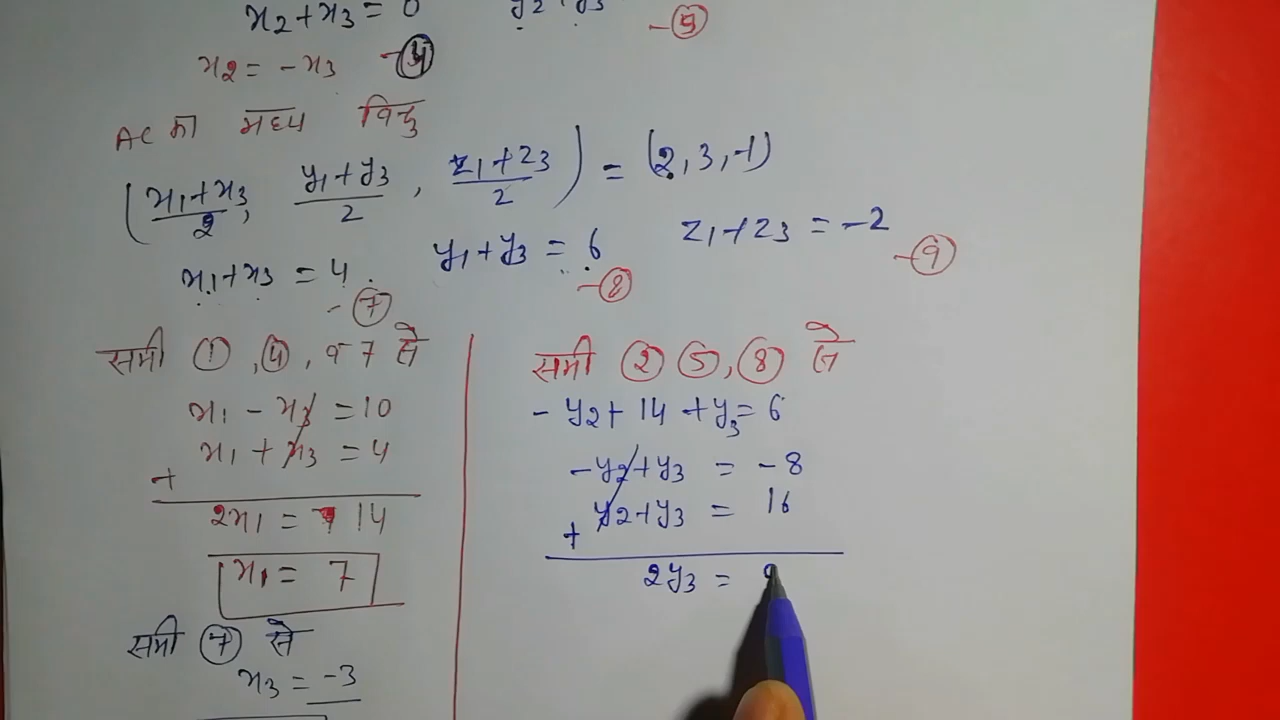 x2+x3 = 0
y2+y3 -⑤
x2 = -x3 -④
AC का मध्य बिन्दु
(x1+x3/2, y1+y3/2, z1+z3/2) = (2,3,-1)
x1+x3 = 4 -⑦ y1+y3 = 6 -⑧ z1+z3 = -2 -⑨
समी ①,④, व 7 से
x1 - x3 = 10
+ x1 + x3 = 4
2x1 = 14
x1 = 7
समी ⑦ से
x3 = -3
समी ② ⑤, ⑧ से
-y2+14+y3 = 6
-y2+y3 = -8
+ y2+y3 = 16
2y3 =